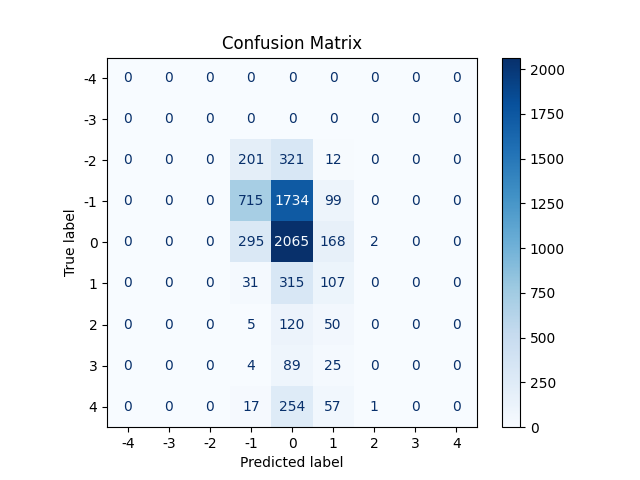 Confusion Matrix
True label
-4 0 0 0 0 0 0 0 0 0
-3 0 0 0 0 0 0 0 0 0
-2 0 0 0 201 321 12 0 0 0
-1 0 0 0 715 1734 99 0 0 0
0 0 0 0 295 2065 168 2 0 0
1 0 0 0 31 315 107 0 0 0
2 0 0 0 5 120 50 0 0 0
3 0 0 0 4 89 25 0 0 0
4 0 0 0 17 254 57 1 0 0
-4 -3 -2 -1 0 1 2 3 4
Predicted label
2000
1750
1500
1250
1000
750
500
250
0